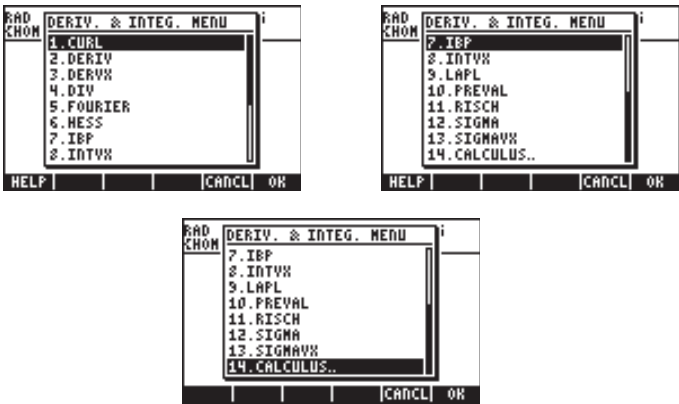 RAD
CHOM
DERIV. & INTEG. MENU
i
1.CURL
2.DERIV
3.DERVX
4.DIV
5.FOURIER
6.HESS
7.IBP
8.INTVX
HELP CANCL OK
RAD
CHOM
DERIV. & INTEG. MENU
i
7.IBP
8.INTVX
9.LAPL
10.PREVAL
11.RISCH
12.SIGMA
13.SIGMAVX
14.CALCULUS..
HELP CANCL OK
RAD
CHOM
DERIV. & INTEG. MENU
i
7.IBP
8.INTVX
9.LAPL
10.PREVAL
11.RISCH
12.SIGMA
13.SIGMAVX
14.CALCULUS..
CANCL OK